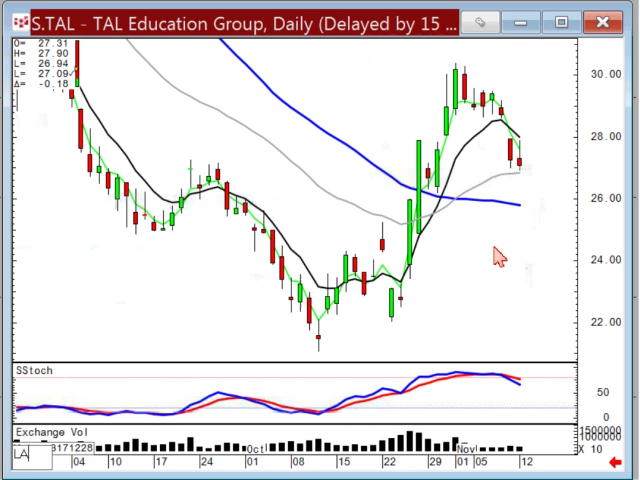 S.TAL - TAL Education Group, Daily (Delayed by 15 ...
O= 27.31
H= 27.90
L= 26.94
L= 27.09
Δ= -0.18
30.00
28.00
26.00
24.00
22.00
SStoch
50
0
Exchange Vol
1500000
1000000
X 10
8171228
LA
04 10 17 24 Oct 01 08 15 22 29 Nov 05 12